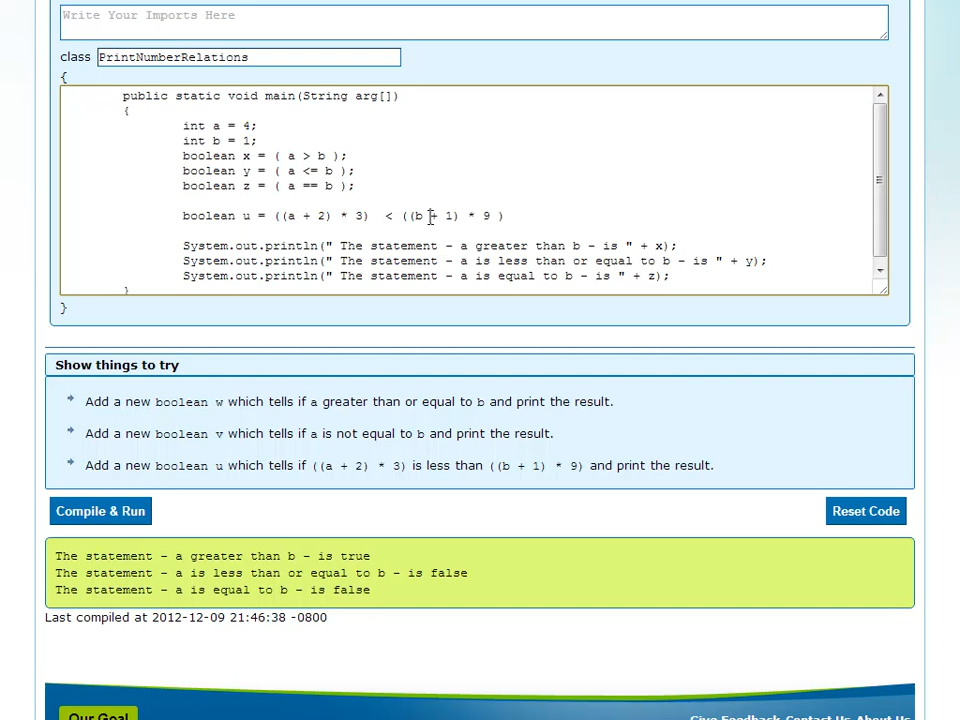 Write Your Imports Here
class PrintNumberRelations
{
public static void main(String arg[])
{
int a = 4;
int b = 1;
boolean x = ( a > b );
boolean y = ( a <= b );
boolean z = ( a == b );
boolean u = ((a + 2) * 3)  < ((b + 1) * 9 )
System.out.println(" The statement - a greater than b - is " + x);
System.out.println(" The statement - a is less than or equal to b - is " + y);
System.out.println(" The statement - a is equal to b - is " + z);
}
}
Show things to try
Add a new boolean w which tells if a greater than or equal to b and print the result.
Add a new boolean v which tells if a is not equal to b and print the result.
Add a new boolean u which tells if ((a + 2) * 3) is less than ((b + 1) * 9) and print the result.
Compile & Run
Reset Code
The statement - a greater than b - is true
The statement - a is less than or equal to b - is false
The statement - a is equal to b - is false
Last compiled at 2012-12-09 21:46:38 -0800
Our Goal
Give Feedback Contact Us About Us